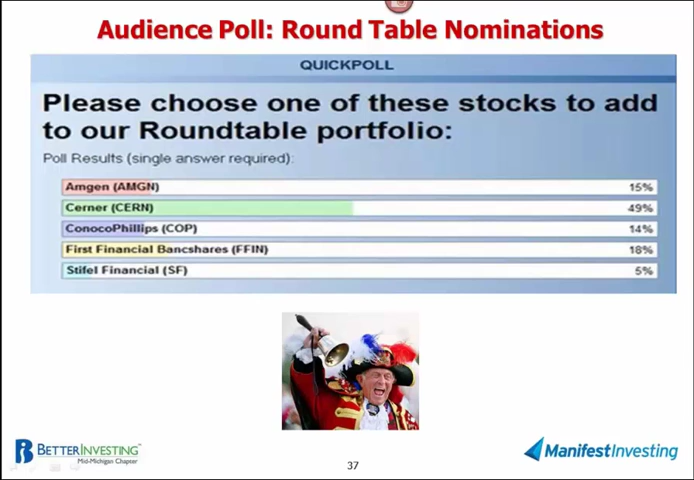 Audience Poll: Round Table Nominations
QUICKPOLL
Please choose one of these stocks to add
to our Roundtable portfolio:
Poll Results (single answer required):
Amgen (AMGN) 15%
Cerner (CERN) 49%
ConocoPhillips (COP) 14%
First Financial Bancshares (FFIN) 18%
Stifel Financial (SF) 5%
BETTERINVESTING™
Mid-Michigan Chapter
37
ManifestInvesting